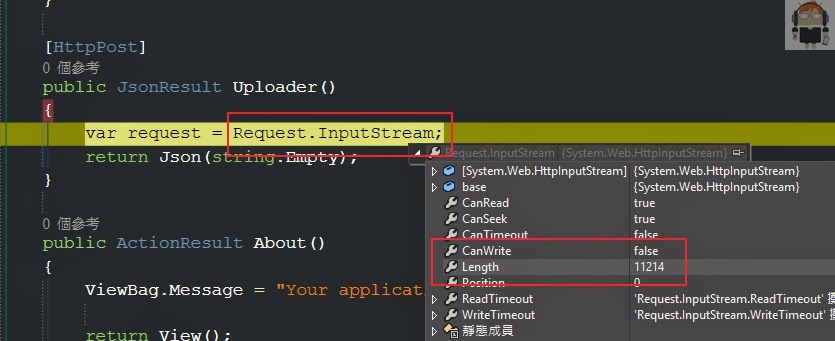 }
[HttpPost]
0 個參考
public JsonResult Uploader()
{
var request = Request.InputStream;
return Json(string.Empty);
}
0 個參考
public ActionResult About()
{
ViewBag.Message = "Your applicat
return View();
Request.InputStream {System.Web.HttpInputStream}
[System.Web.HttpInputStream] {System.Web.HttpInputStream}
base {System.Web.HttpInputStream}
CanRead true
CanSeek true
CanTimeout false
CanWrite false
Length 11214
Position 0
ReadTimeout 'Request.InputStream.ReadTimeout'
WriteTimeout 'Request.InputStream.WriteTimeout'
靜態成員